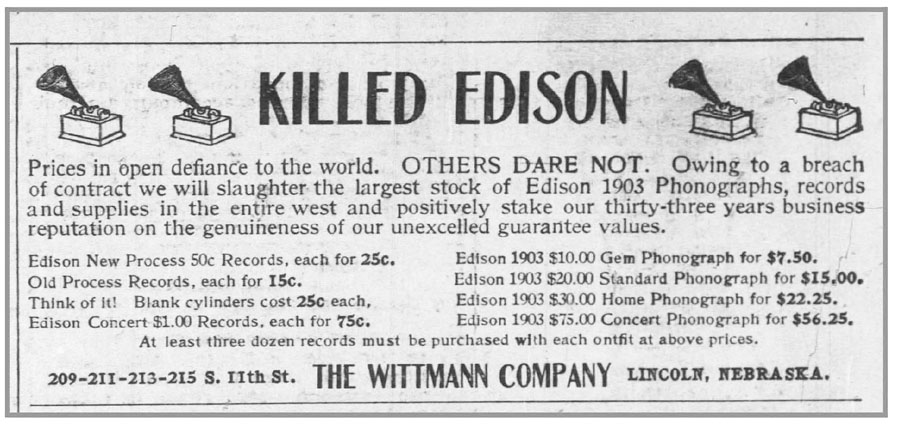 KILLED EDISON
Prices in open defiance to the world. OTHERS DARE NOT. Owing to a breach
of contract we will slaughter the largest stock of Edison 1903 Phonographs, records
and supplies in the entire west and positively stake our thirty-three years business
reputation on the genuineness of our unexcelled guarantee values.
Edison New Process 50c Records, each for 25c.
Old Process Records, each for 15c.
Think of It! Blank cylinders cost 25c each.
Edison Concert $1.00 Records, each for 75c.
Edison 1903 $10.00 Gem Phonograph for $7.50.
Edison 1903 $20.00 Standard Phonograph for $15.00.
Edison 1903 $30.00 Home Phonograph for $22.25.
Edison 1903 $75.00 Concert Phonograph for $56.25.
At least three dozen records must be purchased with each ontfit at above prices.
209-211-213-215 S. 11th St. THE WITTMANN COMPANY LINCOLN, NEBRASKA.